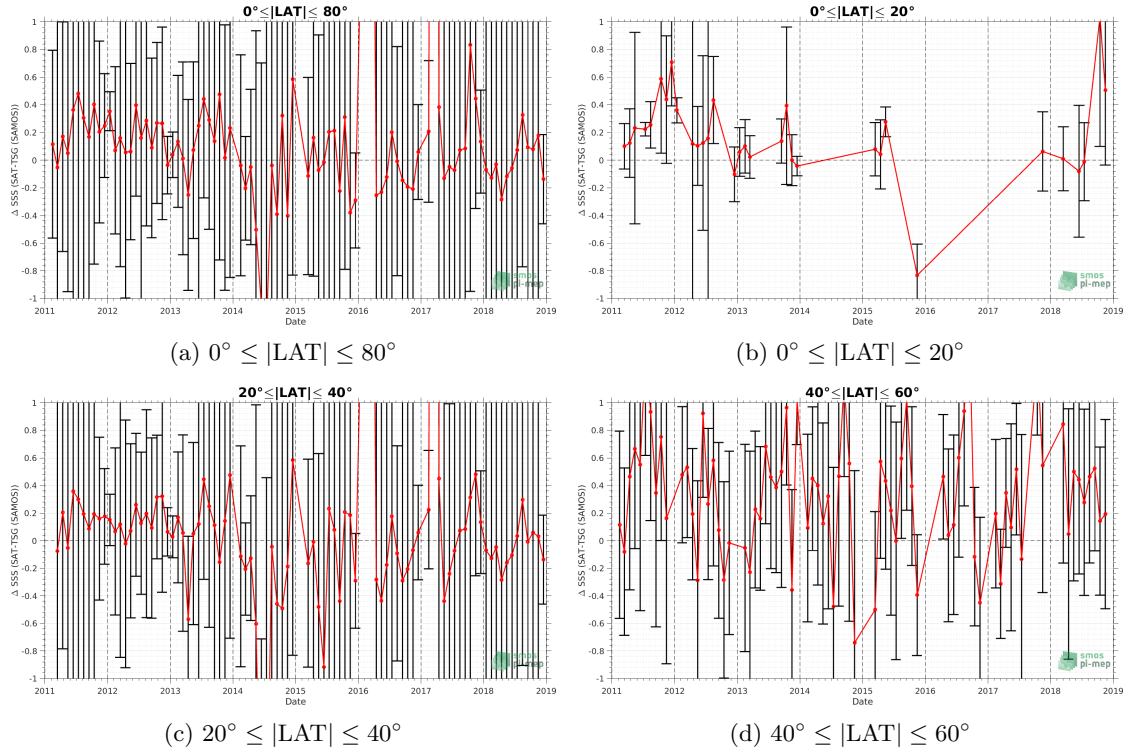 0°≤|LAT|≤ 80°
1
0.8
0.6
0.4
0.2
0
-0.2
-0.4
-0.6
-0.8
-1
Δ SSS (SAT-TSG (SAMOS))
2011 2012 2013 2014 2015 2016 2017 2018 2019
Date
smos
pi-mep
(a) 0° ≤ |LAT| ≤ 80°
0°≤|LAT|≤ 20°
1
0.8
0.6
0.4
0.2
0
-0.2
-0.4
-0.6
-0.8
-1
Δ SSS (SAT-TSG (SAMOS))
2011 2012 2013 2014 2015 2016 2017 2018 2019
Date
smos
pi-mep
(b) 0° ≤ |LAT| ≤ 20°
20°≤|LAT|≤ 40°
1
0.8
0.6
0.4
0.2
0
-0.2
-0.4
-0.6
-0.8
-1
Δ SSS (SAT-TSG (SAMOS))
2011 2012 2013 2014 2015 2016 2017 2018 2019
Date
smos
pi-mep
(c) 20° ≤ |LAT| ≤ 40°
40°≤|LAT|≤ 60°
1
0.8
0.6
0.4
0.2
0
-0.2
-0.4
-0.6
-0.8
-1
Δ SSS (SAT-TSG (SAMOS))
2011 2012 2013 2014 2015 2016 2017 2018 2019
Date
smos
pi-mep
(d) 40° ≤ |LAT| ≤ 60°